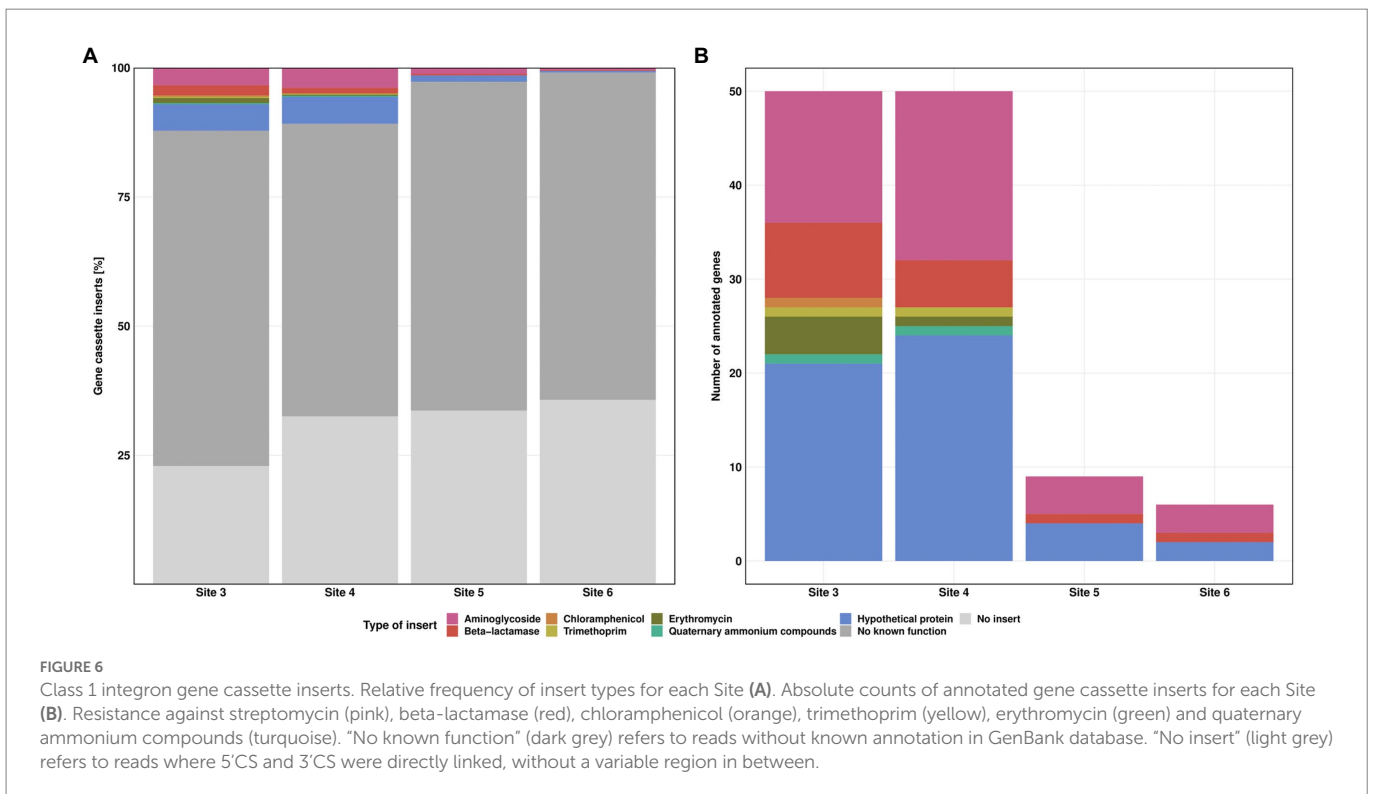 A
B
100
75
50
25
Gene cassette inserts [%]
Site 3 Site 4 Site 5 Site 6
50
40
30
20
10
0
Number of annotated genes
Site 3 Site 4 Site 5 Site 6
Type of insert
Aminoglycoside Chloramphenicol Erythromycin Hypothetical protein No insert
Beta−lactamase Trimethoprim Quaternary ammonium compounds No known function
FIGURE 6
Class 1 integron gene cassette inserts. Relative frequency of insert types for each Site (A). Absolute counts of annotated gene cassette inserts for each Site
(B). Resistance against streptomycin (pink), beta-lactamase (red), chloramphenicol (orange), trimethoprim (yellow), erythromycin (green) and quaternary
ammonium compounds (turquoise). “No known function” (dark grey) refers to reads without known annotation in GenBank database. “No insert” (light grey)
refers to reads where 5′CS and 3′CS were directly linked, without a variable region in between.